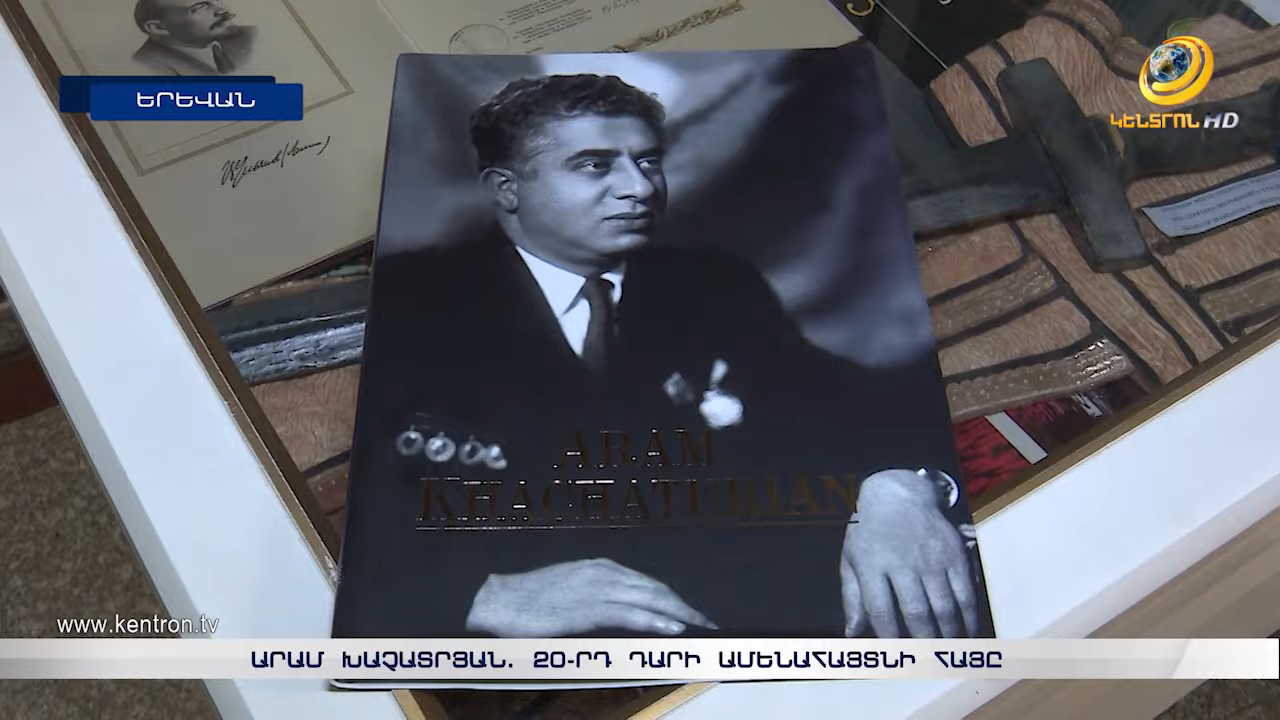 ԵՐԵՎԱՆ
ԿԵՆՏՐՈՆ HD
ARAM
KHACHATURIAN
www.kentron.tv
ԱՐԱՄ ԽԱՉԱՏՐՅԱՆ. 20-ՐԴ ԴԱՐԻ ԱՄԵՆԱՀԱՅՏՆԻ ՀԱՅԸ